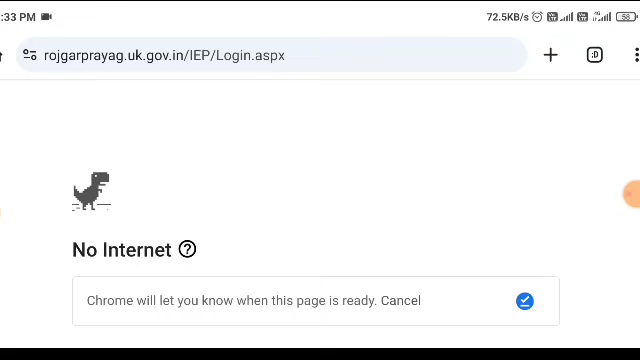 :33 PM
72.5KB/s 58
rojgarprayag.uk.gov.in/IEP/Login.aspx
:D
No Internet
Chrome will let you know when this page is ready. Cancel